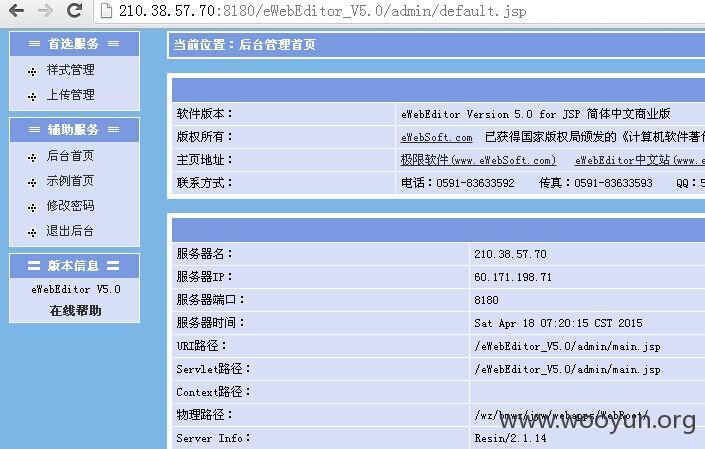 210.38.57.70:8180/eWebEditor_V5.0/admin/default.jsp
首选服务
样式管理
上传管理
辅助服务
后台首页
示例首页
修改密码
退出后台
版本信息
eWebEditor V5.0
在线帮助
当前位置：后台管理首页
软件版本： eWebEditor Version 5.0 for JSP 简体中文商业版
版权所有： eWebSoft.com 已获得国家版权局颁发的《计算机软件著作
主页地址： 极限软件(www.eWebSoft.com) eWebEditor中文站(www.e
联系方式： 电话：0591-83633592 传真：0591-83633593 QQ：5
服务器名： 210.38.57.70
服务器IP： 60.171.198.71
服务器端口： 8180
服务器时间： Sat Apr 18 07:20:15 CST 2015
URI路径： /eWebEditor_V5.0/admin/main.jsp
Servlet路径： /eWebEditor_V5.0/admin/main.jsp
Context路径：
物理路径：
www.wooyun.org
Server Info： Resin/2.1.14